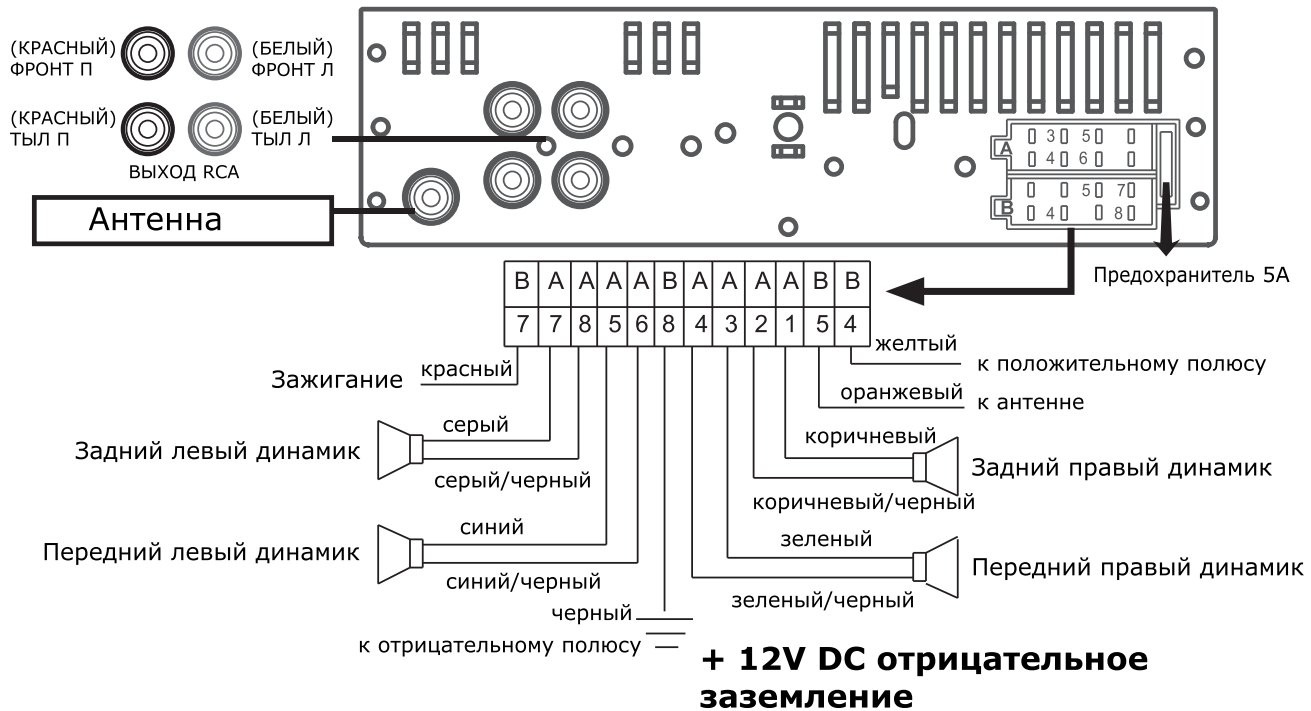 (КРАСНЫЙ) (БЕЛЫЙ)
ФРОНТ П ФРОНТ Л
(КРАСНЫЙ) (БЕЛЫЙ)
ТЫЛ П ТЫЛ Л
ВЫХОД RCA
Антенна
A 3 5
4 6
B 5 7
4 8
Предохранитель 5А
B A A A A B A A A A B B
7 7 8 5 6 8 4 3 2 1 5 4
желтый
к положительному полюсу
Зажигание красный
оранжевый к антенне
серый
коричневый
Задний левый динамик
Задний правый динамик
серый/черный
коричневый/черный
синий
зеленый
Передний левый динамик
Передний правый динамик
синий/черный
зеленый/черный
черный
к отрицательному полюсу
+ 12V DC отрицательное
заземление